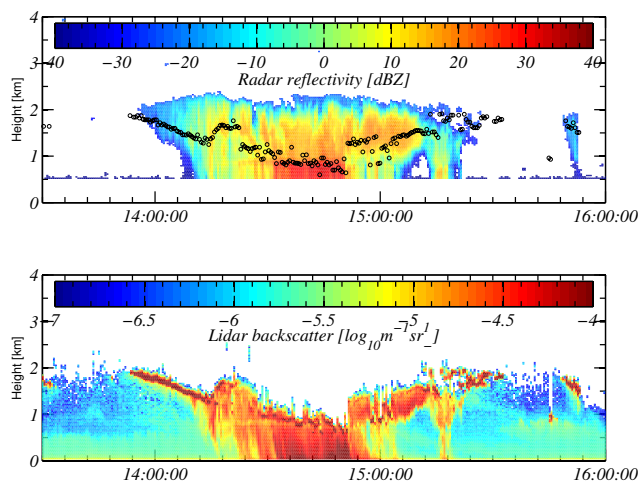 4
3
2
1
0
Height [km]
−40 −30 −20 −10 0 10 20 30 40
Radar reflectivity [dBZ]
14:00:00 15:00:00 16:00:00
4
3
2
1
0
Height [km]
−7 −6.5 −6 −5.5 −5 −4.5 −4
Lidar backscatter [log10 m−1sr−1]
14:00:00 15:00:00 16:00:00